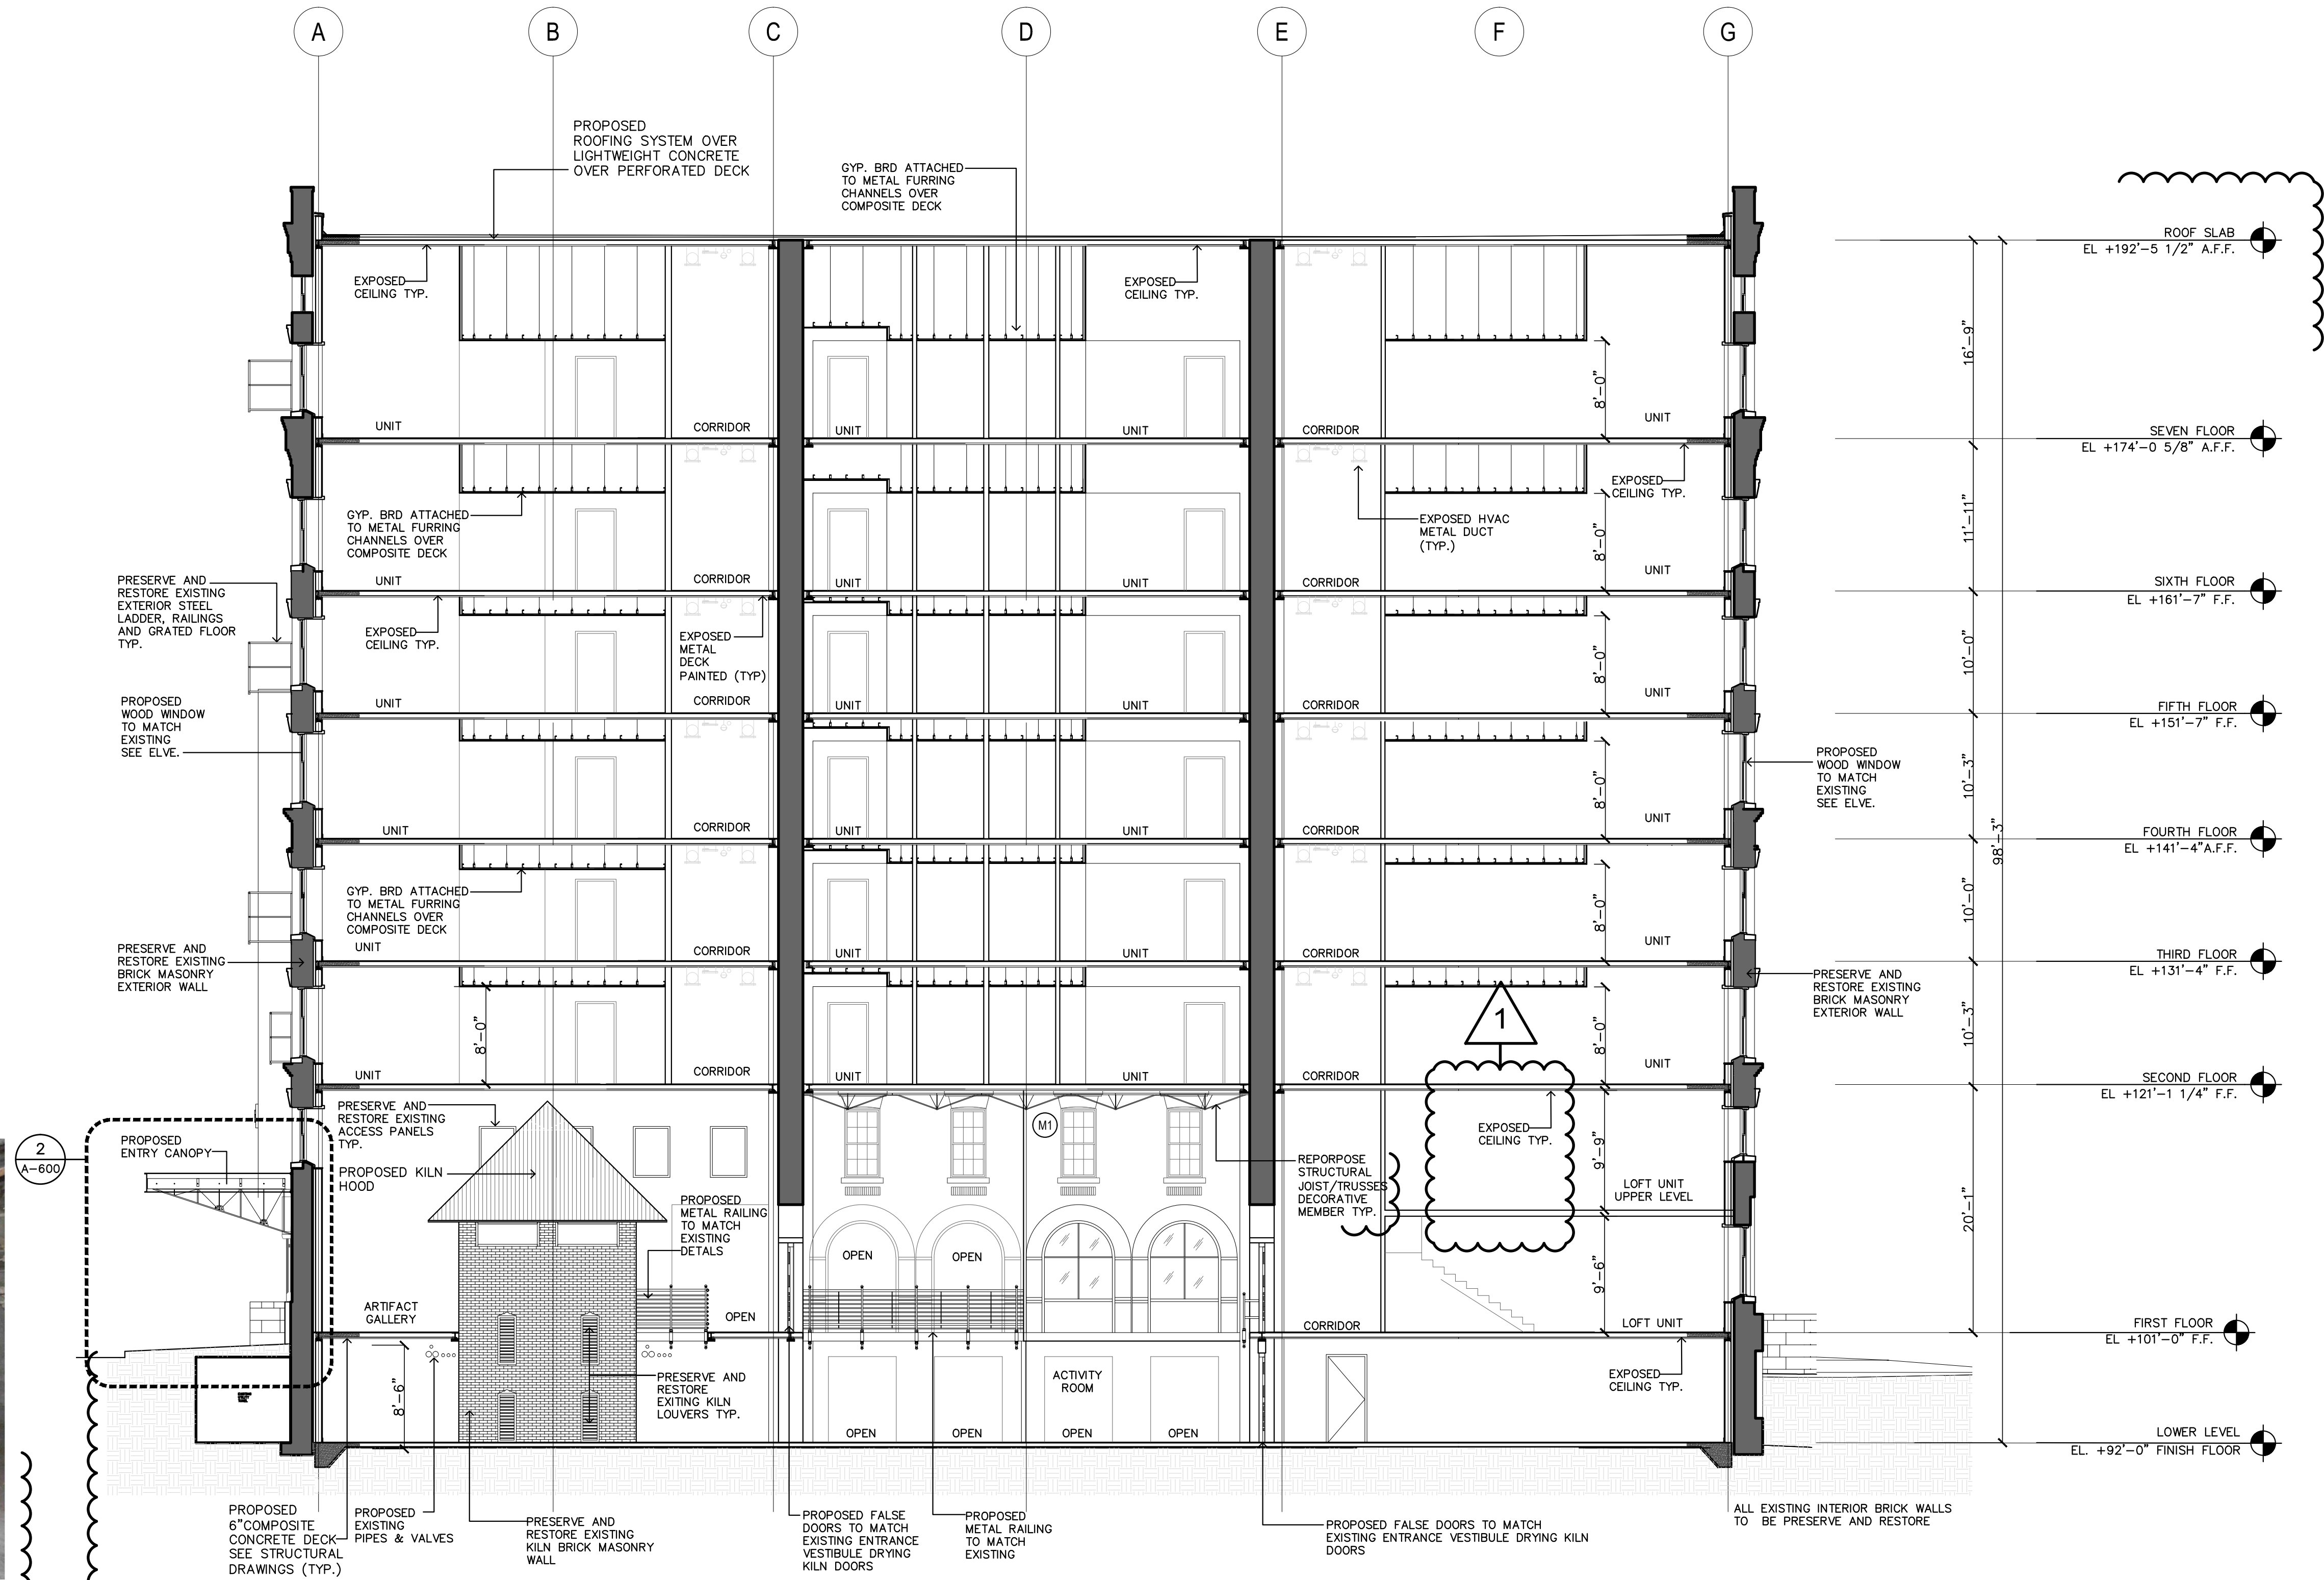 A
B
C
D
E
F
G
PROPOSED
ROOFING SYSTEM OVER
LIGHTWEIGHT CONCRETE
OVER PERFORATED DECK
GYP. BRD ATTACHED
TO METAL FURRING
CHANNELS OVER
COMPOSITE DECK
ROOF SLAB
EL +192'-5 1/2" A.F.F.
EXPOSED
CEILING TYP.
EXPOSED
CEILING TYP.
16'-9"
8'-0"
UNIT
CORRIDOR
UNIT
UNIT
CORRIDOR
UNIT
SEVEN FLOOR
EL +174'-0 5/8" A.F.F.
GYP. BRD ATTACHED
TO METAL FURRING
CHANNELS OVER
COMPOSITE DECK
EXPOSED HVAC
METAL DUCT
(TYP.)
EXPOSED
CEILING TYP.
11'-11"
8'-0"
UNIT
CORRIDOR
UNIT
UNIT
CORRIDOR
UNIT
SIXTH FLOOR
EL +161'-7" F.F.
PRESERVE AND
RESTORE EXISTING
EXTERIOR STEEL
LADDER, RAILINGS
AND GRATED FLOOR
TYP.
EXPOSED
CEILING TYP.
EXPOSED
METAL
DECK
PAINTED (TYP)
8'-0"
10'-0"
UNIT
CORRIDOR
UNIT
UNIT
CORRIDOR
UNIT
FIFTH FLOOR
EL +151'-7" F.F.
PROPOSED
WOOD WINDOW
TO MATCH
EXISTING
SEE ELVE.
PROPOSED
WOOD WINDOW
TO MATCH
EXISTING
SEE ELVE.
8'-0"
10'-3"
98'-3"
UNIT
CORRIDOR
UNIT
UNIT
CORRIDOR
UNIT
FOURTH FLOOR
EL +141'-4"A.F.F.
GYP. BRD ATTACHED
TO METAL FURRING
CHANNELS OVER
COMPOSITE DECK
8'-0"
10'-0"
UNIT
CORRIDOR
UNIT
UNIT
CORRIDOR
UNIT
THIRD FLOOR
EL +131'-4" F.F.
PRESERVE AND
RESTORE EXISTING
BRICK MASONRY
EXTERIOR WALL
PRESERVE AND
RESTORE EXISTING
BRICK MASONRY
EXTERIOR WALL
1
8'-0"
8'-0"
10'-3"
UNIT
CORRIDOR
UNIT
UNIT
CORRIDOR
UNIT
SECOND FLOOR
EL +121'-1 1/4" F.F.
2
A-600
PROPOSED
ENTRY CANOPY
PRESERVE AND
RESTORE EXISTING
ACCESS PANELS
TYP.
PROPOSED KILN
HOOD
M1
REPORPOSE
STRUCTURAL
JOIST/TRUSSES
DECORATIVE
MEMBER TYP.
EXPOSED
CEILING TYP.
9'-9"
LOFT UNIT
UPPER LEVEL
20'-1"
PROPOSED
METAL RAILING
TO MATCH
EXISTING
DETALS
OPEN
OPEN
9'-6"
ARTIFACT
GALLERY
OPEN
CORRIDOR
LOFT UNIT
FIRST FLOOR
EL +101'-0" F.F.
8'-6"
PRESERVE AND
RESTORE
EXITING KILN
LOUVERS TYP.
ACTIVITY
ROOM
EXPOSED
CEILING TYP.
OPEN
OPEN
OPEN
OPEN
LOWER LEVEL
EL. +92'-0" FINISH FLOOR
PROPOSED
6"COMPOSITE
CONCRETE DECK
SEE STRUCTURAL
DRAWINGS (TYP.)
PROPOSED
EXISTING
PIPES & VALVES
PRESERVE AND
RESTORE EXISTING
KILN BRICK MASONRY
WALL
PROPOSED FALSE
DOORS TO MATCH
EXISTING ENTRANCE
VESTIBULE DRYING
KILN DOORS
PROPOSED
METAL RAILING
TO MATCH
EXISTING
PROPOSED FALSE DOORS TO MATCH
EXISTING ENTRANCE VESTIBULE DRYING KILN
DOORS
ALL EXISTING INTERIOR BRICK WALLS
TO BE PRESERVE AND RESTORE